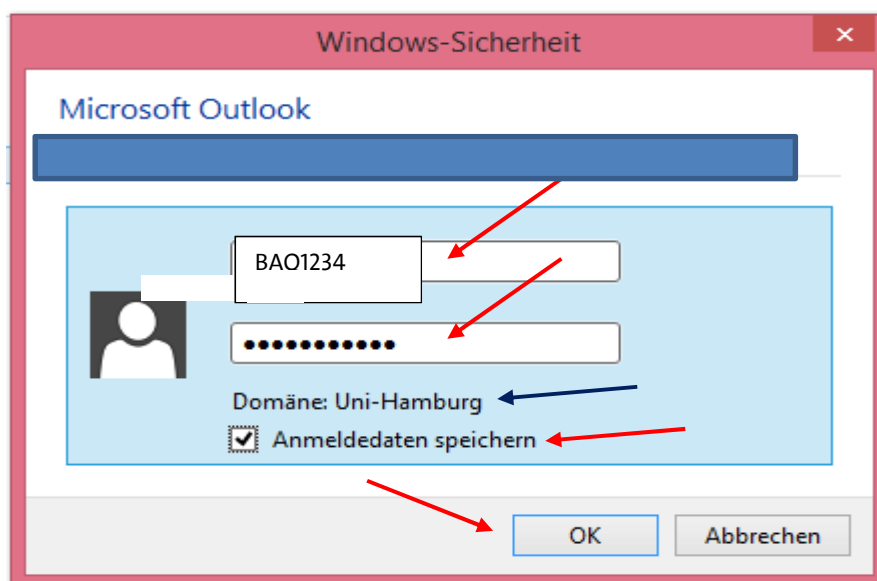 Windows-Sicherheit
Microsoft Outlook
BAO1234
●●●●●●●●●●●
Domäne: Uni-Hamburg
Anmeldedaten speichern
OK
Abbrechen